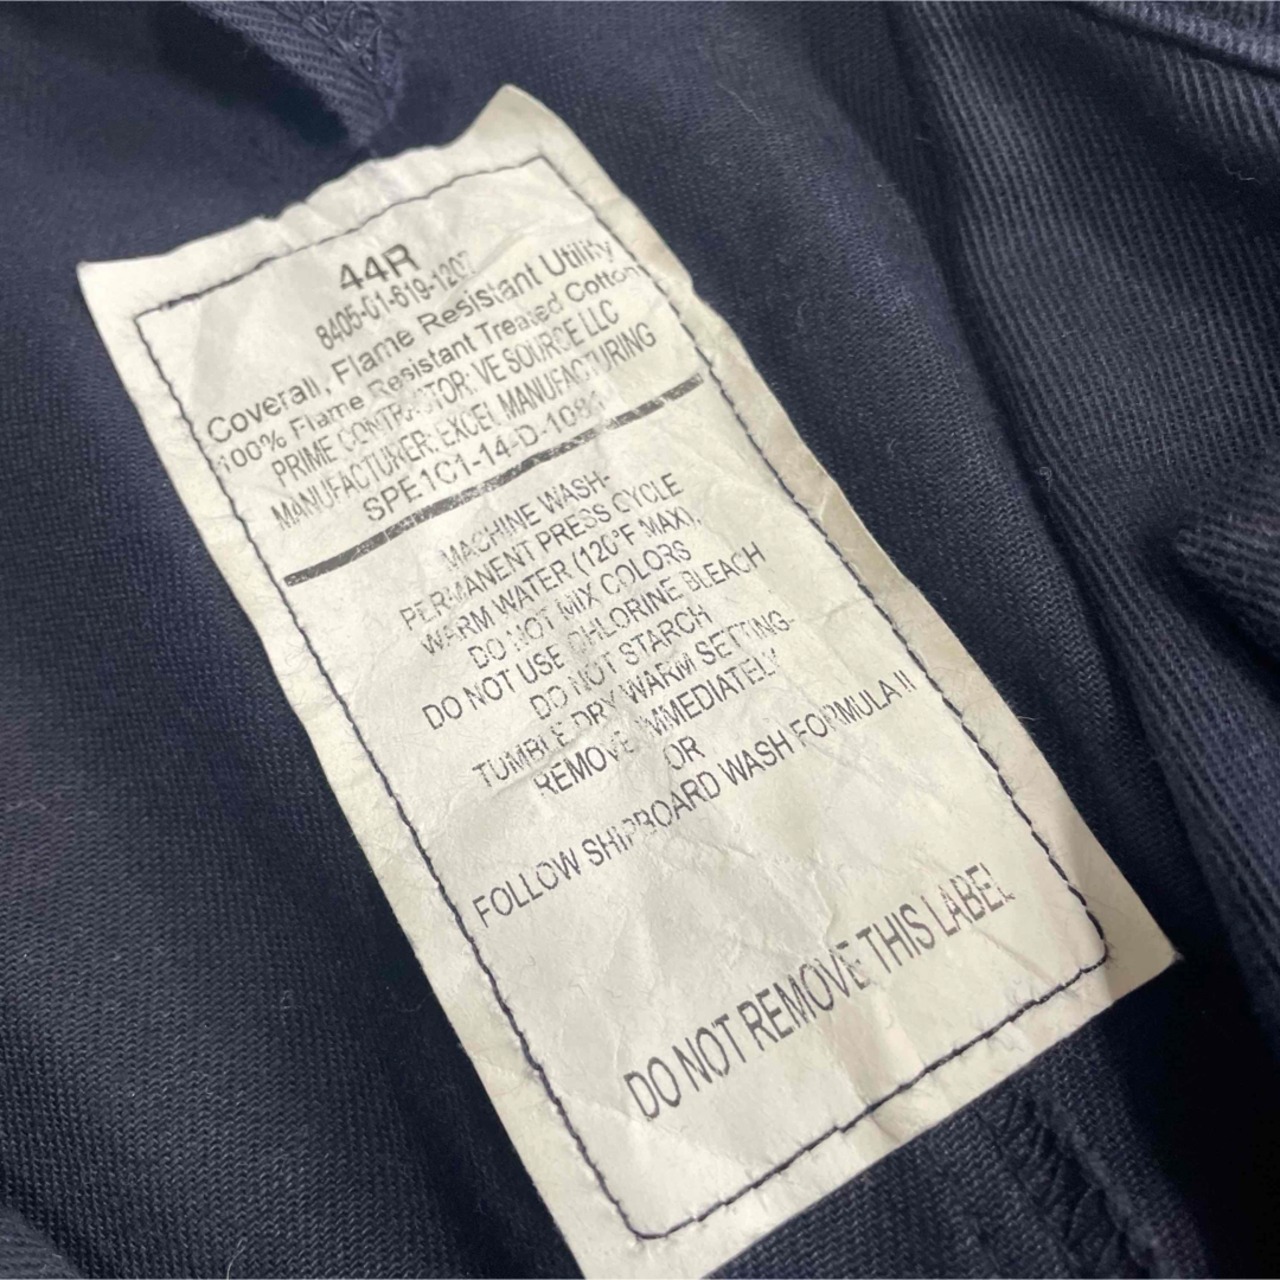 44R
8405-01-619-1202
Coverall, Flame Resistant Utility
100% Flame Resistant Treated Cotton
PRIME CONTRACTOR: VE SOURCE LLC
MANUFACTURER: EXCEL MANUFACTURING
SPE1C1-14-D-
MACHINE WASH-
PERMANENT PRESS CYCLE
WARM WATER (120°F MAX).
DO NOT MIX COLORS
DO NOT USE CHLORINE BLEACH
DO NOT STARCH
TUMBLE DRY WARM SETTING-
REMOVE IMMEDIATELY
OR
FOLLOW SHIPBOARD WASH FORMULA II
DO NOT REMOVE THIS LABEL